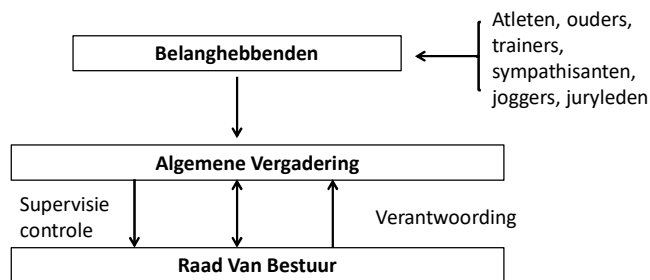 Belanghebbenden
Atleten, ouders,
trainers,
sympathisanten,
joggers, juryleden
Algemene Vergadering
Supervisie
controle
Verantwoording
Raad Van Bestuur